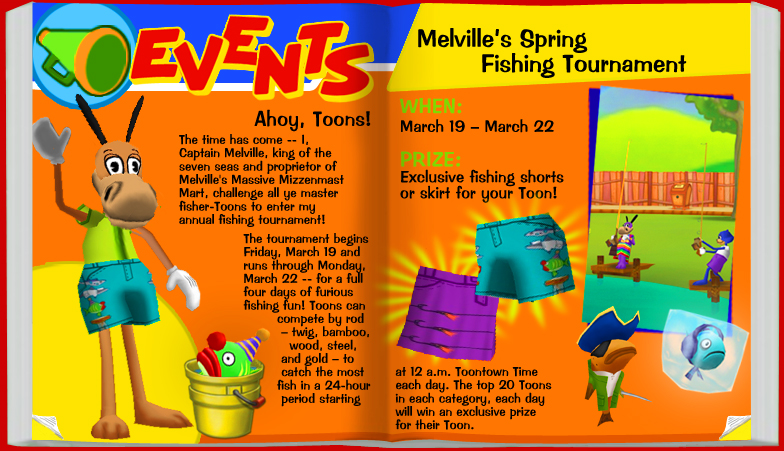 EVENTS
Ahoy, Toons!
The time has come -- I,
Captain Melville, king of the
seven seas and proprietor of
Melville's Massive Mizzenmast
Mart, challenge all ye master
fisher-Toons to enter my
annual fishing tournament!
The tournament begins
Friday, March 19 and
runs through Monday,
March 22 -- for a full
four days of furious
fishing fun! Toons can
compete by rod
– twig, bamboo,
wood, steel,
and gold – to
catch the most
fish in a 24-hour
period starting
Melville's Spring
Fishing Tournament
WHEN:
March 19 – March 22
PRIZE:
Exclusive fishing shorts
or skirt for your Toon!
at 12 a.m. Toontown Time
each day. The top 20 Toons
in each category, each day
will win an exclusive prize
for their Toon.